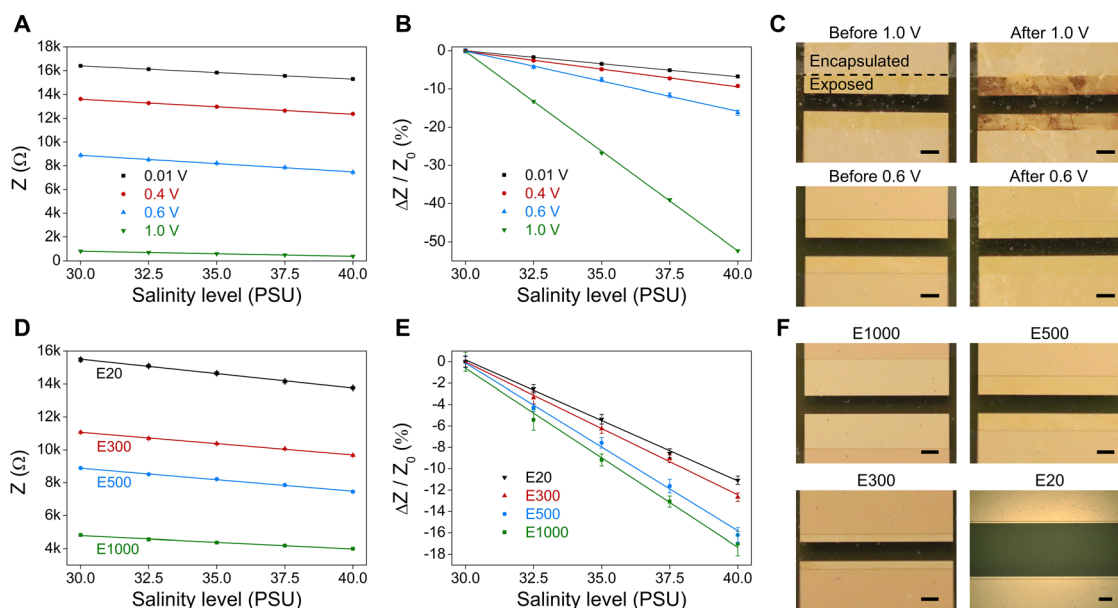 A
18k
16k
14k
12k
10k
8k
6k
4k
2k
0
Z (Ω)
0.01 V
0.4 V
0.6 V
1.0 V
30.0 32.5 35.0 37.5 40.0
Salinity level (PSU)
B
0
-10
-20
-30
-40
-50
ΔZ / Z0 (%)
0.01 V
0.4 V
0.6 V
1.0 V
30.0 32.5 35.0 37.5 40.0
Salinity level (PSU)
C
Before 1.0 V
After 1.0 V
Encapsulated
Exposed
Before 0.6 V
After 0.6 V
D
16k
14k
12k
10k
8k
6k
4k
Z (Ω)
E20
E300
E500
E1000
30.0 32.5 35.0 37.5 40.0
Salinity level (PSU)
E
0
-2
-4
-6
-8
-10
-12
-14
-16
-18
ΔZ / Z0 (%)
E20
E300
E500
E1000
30.0 32.5 35.0 37.5 40.0
Salinity level (PSU)
F
E1000
E500
E300
E20